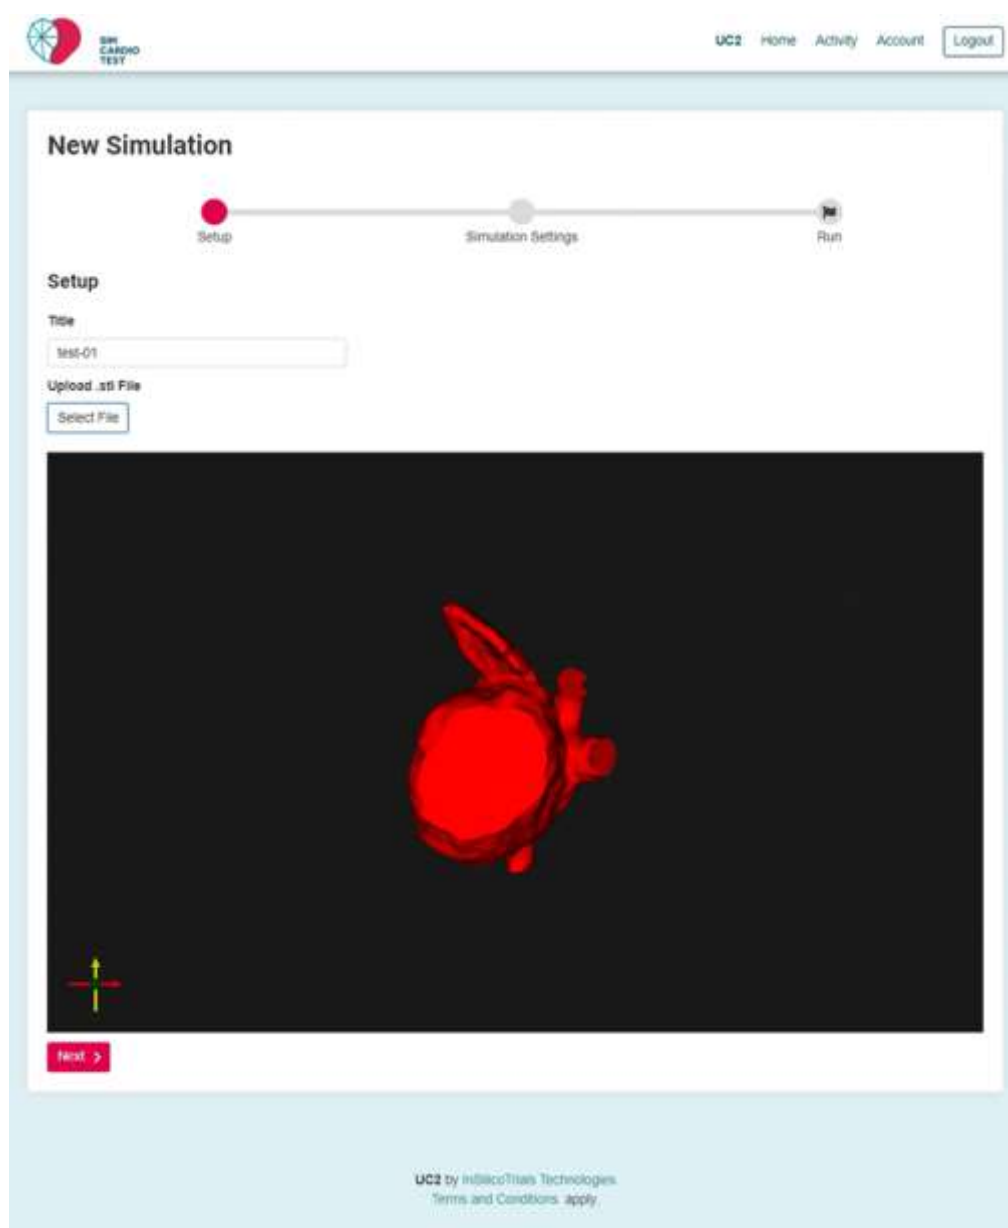 SIM
CARDIO
TEST
UC2 Home Activity Account Logout
New Simulation
Setup Simulation Settings Run
Setup
Title
test-01
Upload .stl File
Select File
Next
UC2 by InSilicoTrials Technologies.
Terms and Conditions apply.